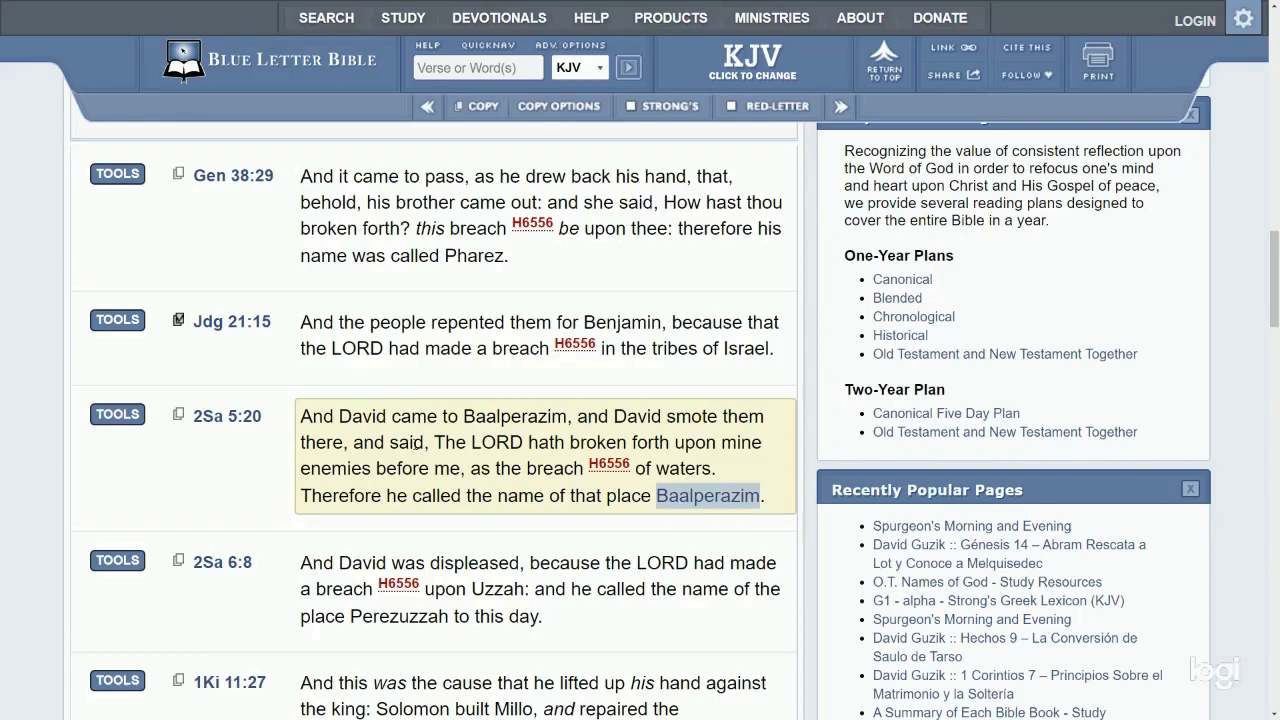 SEARCH STUDY DEVOTIONALS HELP PRODUCTS MINISTRIES ABOUT DONATE LOGIN
BLUE LETTER BIBLE
HELP QUICKNAV ADV. OPTIONS
Verse or Word(s) KJV
KJV
CLICK TO CHANGE
RETURN
TO TOP
LINK CITE THIS
SHARE FOLLOW
PRINT
COPY COPY OPTIONS STRONG'S RED-LETTER
TOOLS Gen 38:29
And it came to pass, as he drew back his hand, that,
behold, his brother came out: and she said, How hast thou
broken forth? this breach H6556 be upon thee: therefore his
name was called Pharez.
TOOLS Jdg 21:15
And the people repented them for Benjamin, because that
the LORD had made a breach H6556 in the tribes of Israel.
TOOLS 2Sa 5:20
And David came to Baalperazim, and David smote them
there, and said, The LORD hath broken forth upon mine
enemies before me, as the breach H6556 of waters.
Therefore he called the name of that place Baalperazim.
TOOLS 2Sa 6:8
And David was displeased, because the LORD had made
a breach H6556 upon Uzzah: and he called the name of the
place Perezuzzah to this day.
TOOLS 1Ki 11:27
And this was the cause that he lifted up his hand against
the king: Solomon built Millo, and repaired the
Recognizing the value of consistent reflection upon
the Word of God in order to refocus one's mind
and heart upon Christ and His Gospel of peace,
we provide several reading plans designed to
cover the entire Bible in a year.
One-Year Plans
Canonical
Blended
Chronological
Historical
Old Testament and New Testament Together
Two-Year Plan
Canonical Five Day Plan
Old Testament and New Testament Together
Recently Popular Pages
Spurgeon's Morning and Evening
David Guzik :: Génesis 14 – Abram Rescata a
Lot y Conoce a Melquisedec
O.T. Names of God - Study Resources
G1 - alpha - Strong's Greek Lexicon (KJV)
Spurgeon's Morning and Evening
David Guzik :: Hechos 9 – La Conversión de
Saulo de Tarso
David Guzik :: 1 Corintios 7 – Principios Sobre el
Matrimonio y la Soltería
A Summary of Each Bible Book - Study
logi